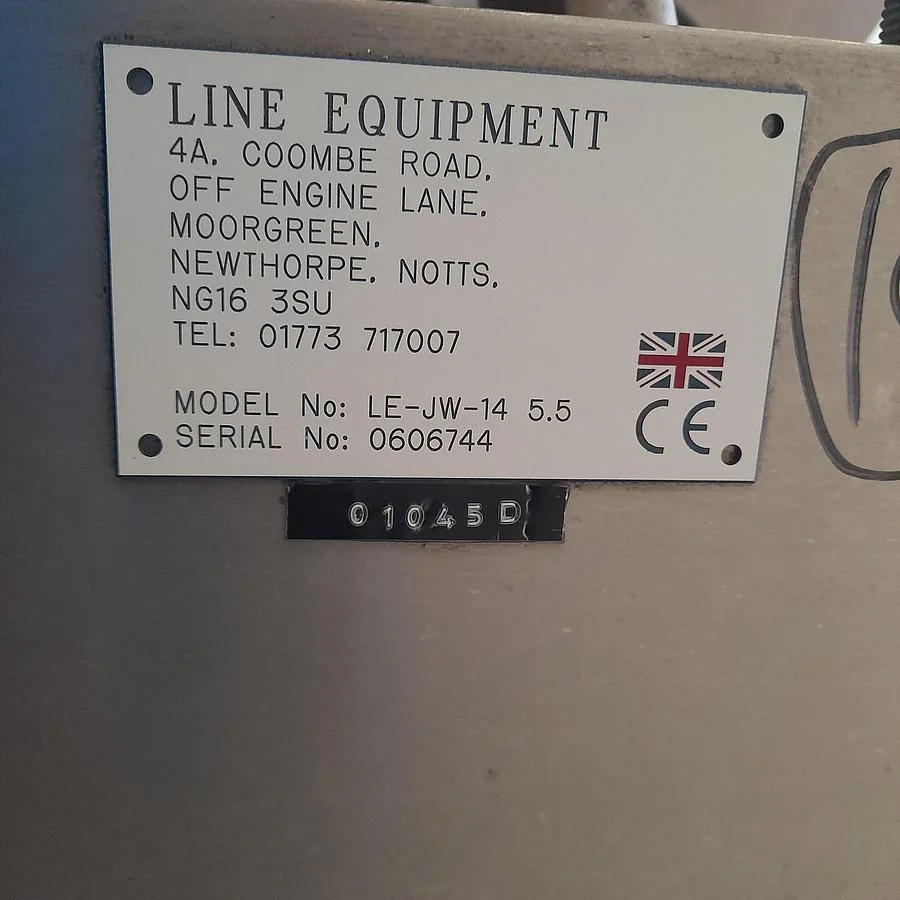 LINE EQUIPMENT
4A. COOMBE ROAD,
OFF ENGINE LANE,
MOORGREEN,
NEWTHORPE. NOTTS,
NG16 3SU
TEL: 01773 717007
MODEL No: LE-JW-14 5.5
SERIAL No: 0606744
CE
01045D